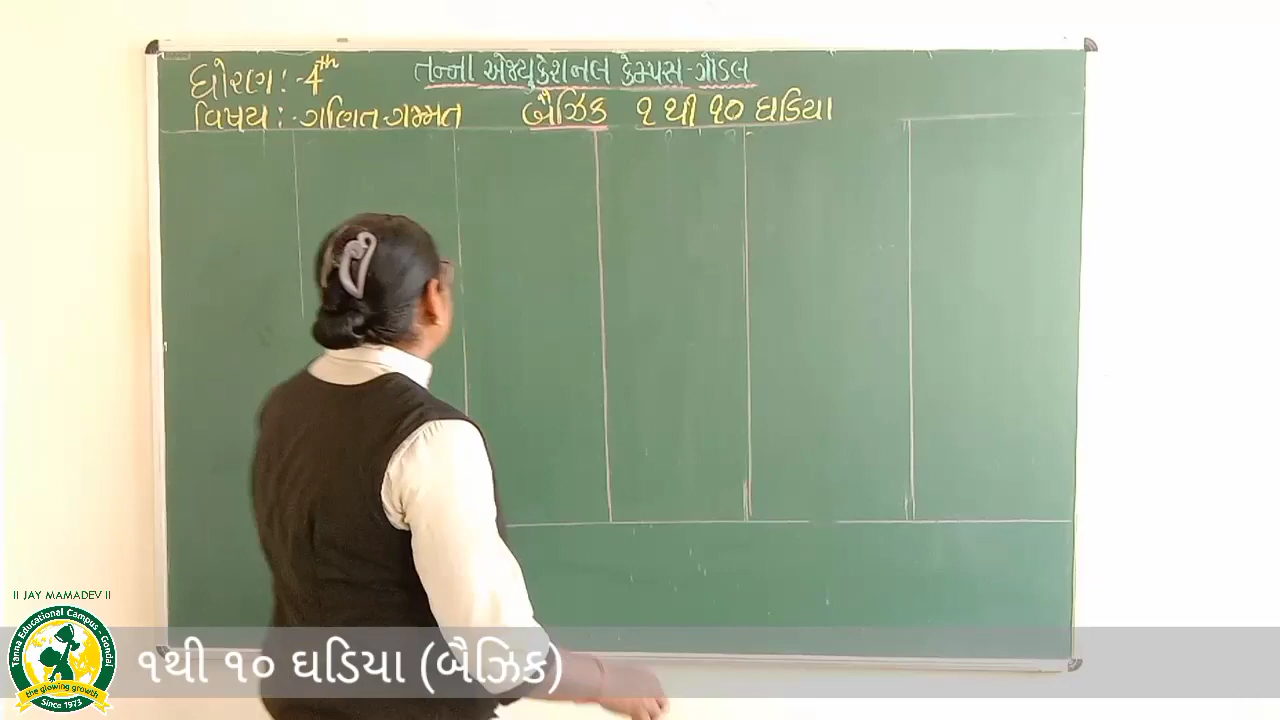 ધોરણ :- 4th
તન્ના એજ્યુકેશનલ કેમ્પસ-ગોંડલ
વિષય :- ગણિત-ગમ્મત
બૈઝિક ૧ થી ૧૦ ઘડિયા
II JAY MAMADEV II
Tanna Educational Campus - Gondal
the glowing growth
Since 1973
૧થી ૧૦ ઘડિયા (બૈઝિક)